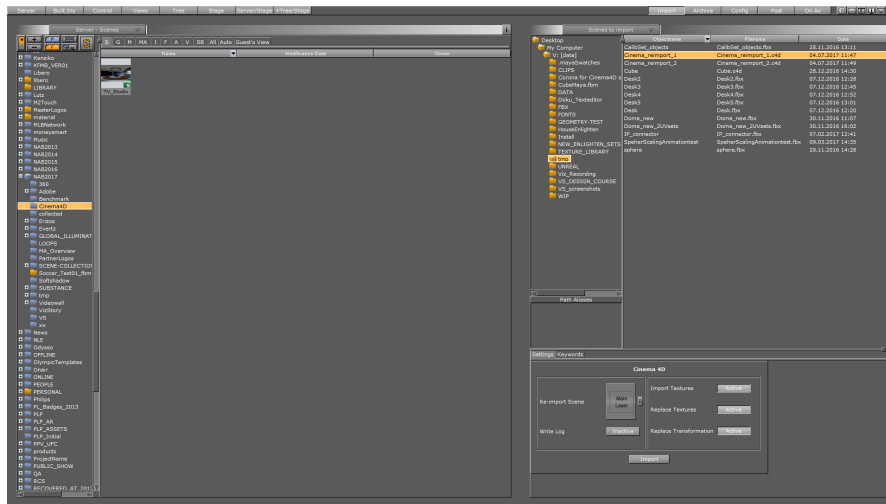 Server Built Ins Control Views Tree Stage Server/Stage #Tree/Stage Import Archive Config Post On Air
Server - Scenes
S G M MA I F A V SB All Auto Guest's View
Name Modification Date Owner
TV_Studio
Kenziko
KFMB_VER01
Libero
libero
LIBRARY
Lutz
M2Touch
MasterLogos
material
MLBNetwork
moneysmart
Music
NAB2013
NAB2014
NAB2015
NAB2016
NAB2017
360
Adobe
Benchmark
Cinema4D
collected
Erizos
Evertz
GLOBAL_ILLUMINAT
LOOPS
MA_Overview
PartnerLogos
SCENE-COLLECTION
Soccer_Test01_fbm
Softshadow
SUBSTANCE
tmp
Videowall
VizStory
VS
xx
News
NLE
Odysso
OFFLINE
OlympicTemplates
Onair
ONLINE
PEOPLE
PERSONAL
Philips
PL_Badges_2013
PLP
PLP_AR
PLP_ASSETS
PLP_Initial
PPV_UFC
products
ProjectName
PUBLIC_SHOW
QA
RCS
RECOVERED_AT_201
Scenes to import
Desktop
My Computer
V: [data]
.mayaSwatches
CLIPS
Corona for Cinema4D
CubeMaya.fbm
DATA
Doku_Texteditor
FBX
FONTS
GEOMETRY-TEST
HouseEnlighten
Install
NEW_ENLIGHTEN_SETS
TEXTURE_LIBRARY
tmp
UNREAL
Viz_Recording
VS_DESIGN_COURSE
VS_screenshots
WIP
Path Aliases
Objectname Filename Date
CalibSet_objects CalibSet_objects.fbx 28.11.2016 13:11
Cinema_reimport_1 Cinema_reimport_1.c4d 04.07.2017 11:47
Cinema_reimport_2 Cinema_reimport_2.c4d 04.07.2017 11:49
Cube Cube.c4d 28.12.2016 14:30
Desk2 Desk2.fbx 07.12.2016 12:28
Desk3 Desk3.fbx 07.12.2016 12:45
Desk4 Desk4.fbx 07.12.2016 12:52
Desk5 Desk5.fbx 07.12.2016 13:01
Desk Desk.fbx 07.12.2016 12:20
Dome_new Dome_new.fbx 30.11.2016 11:07
Dome_new_2UVsets Dome_new_2UVsets.fbx 30.11.2016 16:02
IP_connector IP_connector.fbx 07.02.2017 12:41
SpeherScalingAnimationtest SpeherScalingAnimationtest.fbx 09.03.2017 14:35
sphere sphere.fbx 28.11.2016 14:28
Settings Keywords
Cinema 4D
Re-import Scene Main Layer
Write Log Inactive
Import Textures Active
Replace Textures Active
Replace Transformation Active
Import